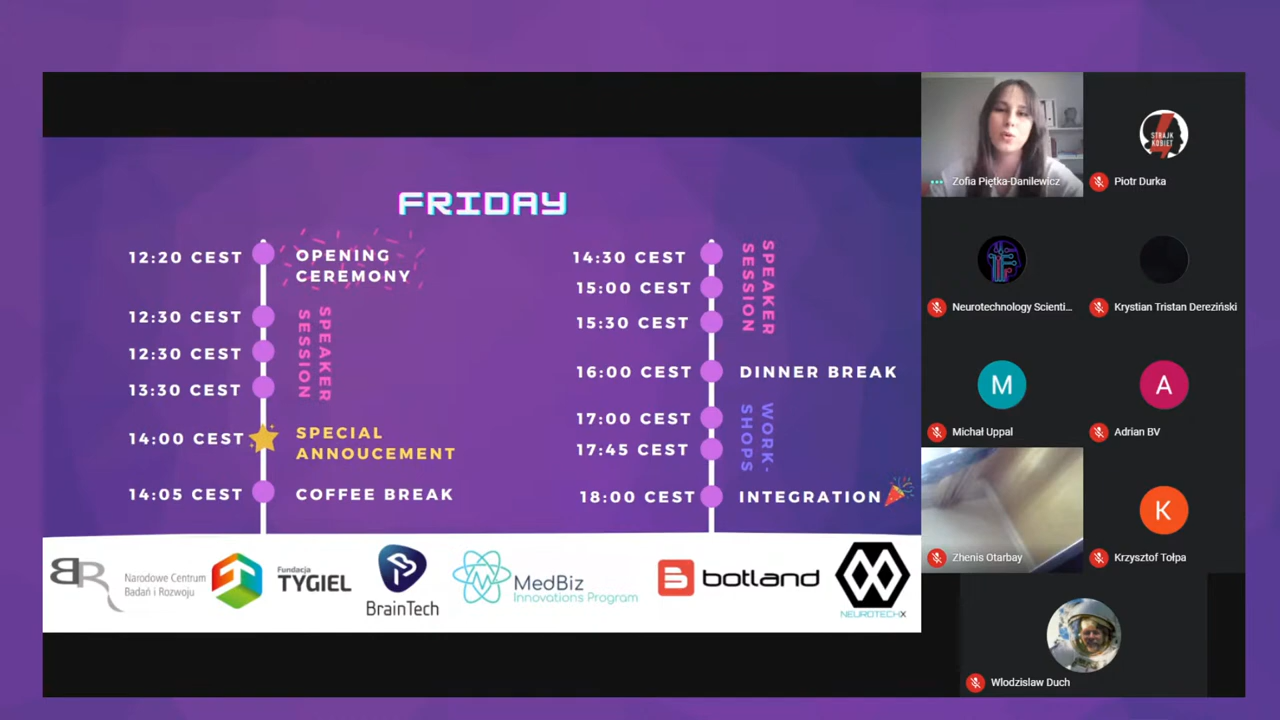 FRIDAY
12:20 CEST
OPENING
CEREMONY
12:30 CEST
12:30 CEST
13:30 CEST
SPEAKER
SESSION
14:00 CEST
SPECIAL
ANNOUCEMENT
14:05 CEST
COFFEE BREAK
14:30 CEST
15:00 CEST
15:30 CEST
SPEAKER
SESSION
16:00 CEST
DINNER BREAK
17:00 CEST
17:45 CEST
WORK-
SHOPS
18:00 CEST
INTEGRATION
BR
Narodowe Centrum
Badań i Rozwoju
Fundacja
TYGIEL
BrainTech
MedBiz
Innovations Program
B botland
NEUROTECHX
Zofia Piętka-Danilewicz
STRAJK
KOBIET
Piotr Durka
Neurotechnology Scienti...
Krystian Tristan Dereziński
M
Michał Uppal
A
Adrian BV
Zhenis Otarbay
K
Krzysztof Tołpa
Wlodzislaw Duch